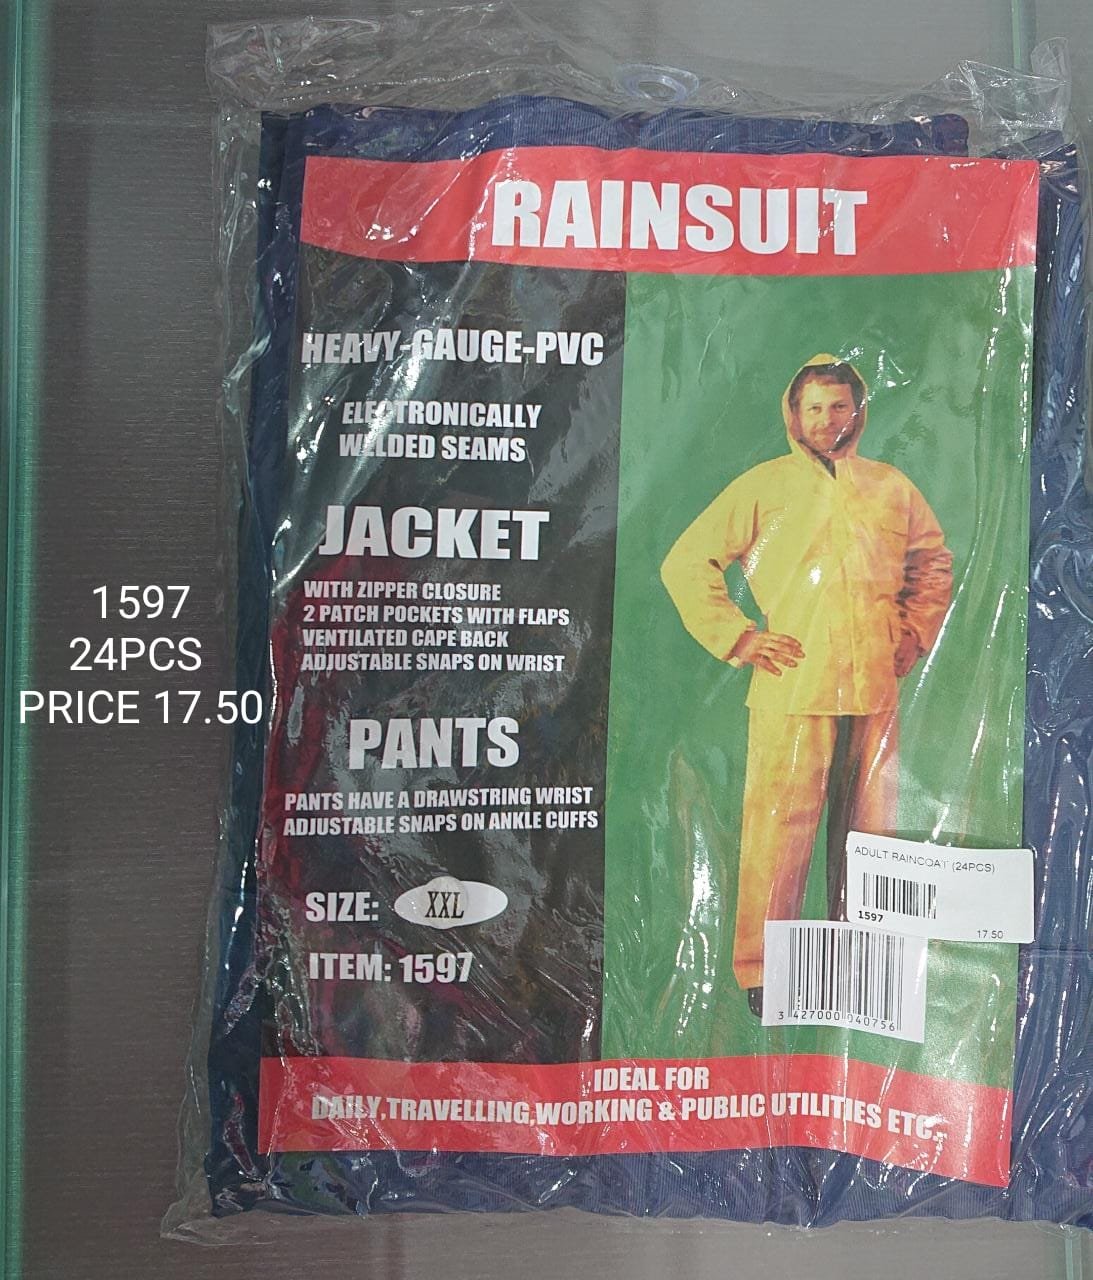 RAINSUIT
HEAVY-GAUGE-PVC
ELECTRONICALLY
WELDED SEAMS
JACKET
WITH ZIPPER CLOSURE
2 PATCH POCKETS WITH FLAPS
VENTILATED CAPE BACK
ADJUSTABLE SNAPS ON WRIST
PANTS
PANTS HAVE A DRAWSTRING WRIST
ADJUSTABLE SNAPS ON ANKLE CUFFS
SIZE: XXL
ITEM: 1597
1597
24PCS
PRICE 17.50
ADULT RAINCOAT (24PCS)
1597
17.50
3 427000 040756
IDEAL FOR
DAILY,TRAVELLING,WORKING & PUBLIC UTILITIES ETC.